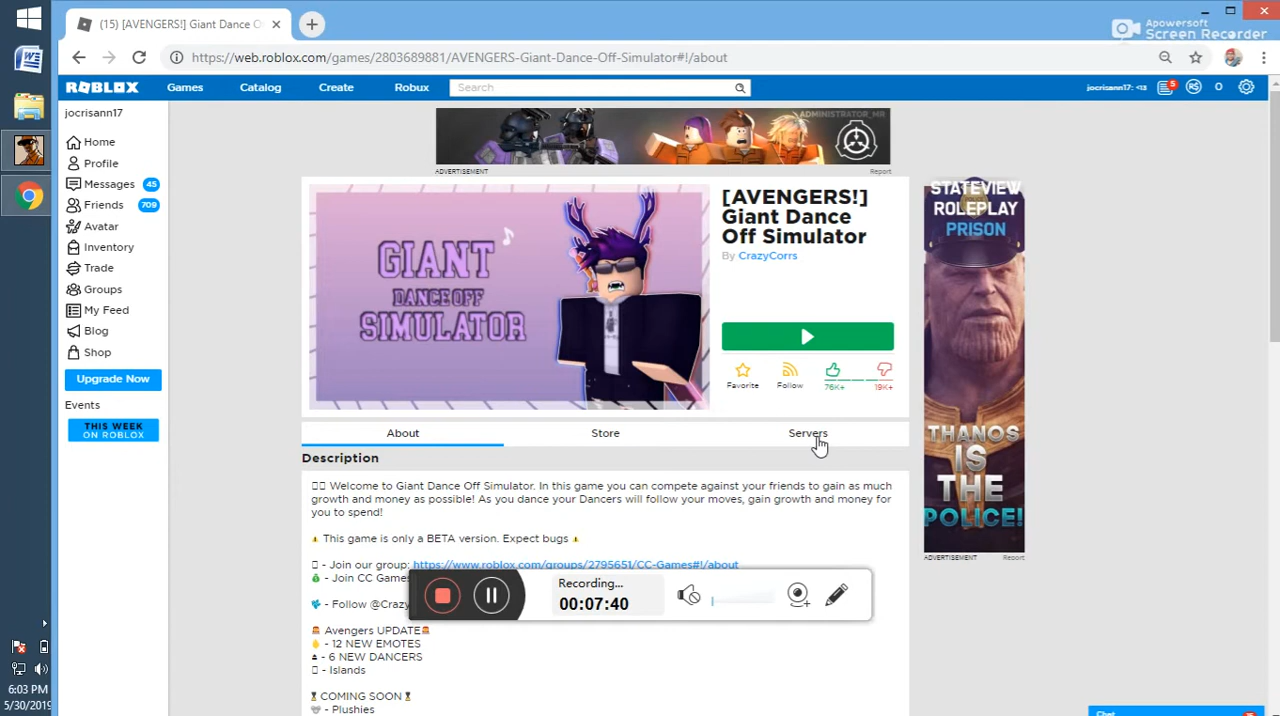 (15) [AVENGERS!] Giant Dance O
Apowersoft
Screen Recorder
https://web.roblox.com/games/2803689881/AVENGERS-Giant-Dance-Off-Simulator#!/about
ROBLOX
Games
Catalog
Create
Robux
Search
jocrisann17: <13
5
R$
0
jocrisann17
Home
Profile
Messages 45
Friends 709
Avatar
Inventory
Trade
Groups
My Feed
Blog
Shop
Upgrade Now
Events
THIS WEEK
ON ROBLOX
ADMINISTRATOR_MR
ADVERTISEMENT
Report
GIANT
DANCE OFF
SIMULATOR
[AVENGERS!]
Giant Dance
Off Simulator
By CrazyCorrs
Favorite
Follow
76K+
19K+
STATEVIEW
ROLEPLAY
PRISON
THANOS
IS
THE
POLICE!
ADVERTISEMENT
Report
About
Store
Servers
Description
Welcome to Giant Dance Off Simulator. In this game you can compete against your friends to gain as much
growth and money as possible! As you dance your Dancers will follow your moves, gain growth and money for
you to spend!
⚠ This game is only a BETA version. Expect bugs ⚠
- Join our group: https://www.roblox.com/groups/2795651/CC-Games#!/about
- Join CC Game
- Follow @Crazy
Recording...
00:07:40
Avengers UPDATE
- 12 NEW EMOTES
- 6 NEW DANCERS
- Islands
⌛COMING SOON⌛
- Plushies
Chat
6:03 PM
5/30/2019